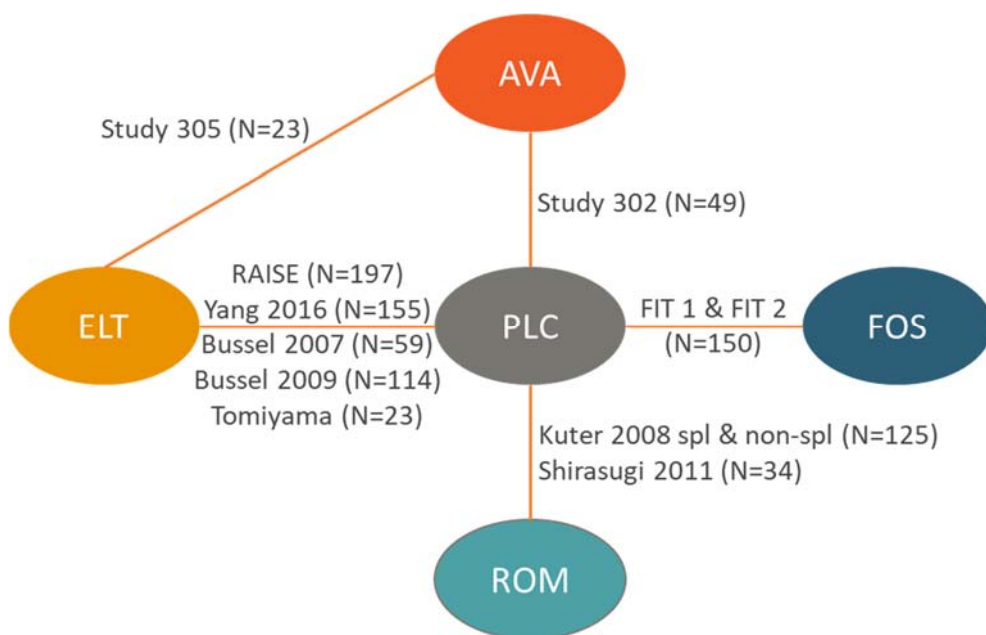 AVA
Study 305 (N=23)
Study 302 (N=49)
RAISE (N=197)
Yang 2016 (N=155)
Bussel 2007 (N=59)
Bussel 2009 (N=114)
Tomiyama (N=23)
ELT
PLC
FIT 1 & FIT 2
(N=150)
FOS
Kuter 2008 spl & non-spl (N=125)
Shirasugi 2011 (N=34)
ROM